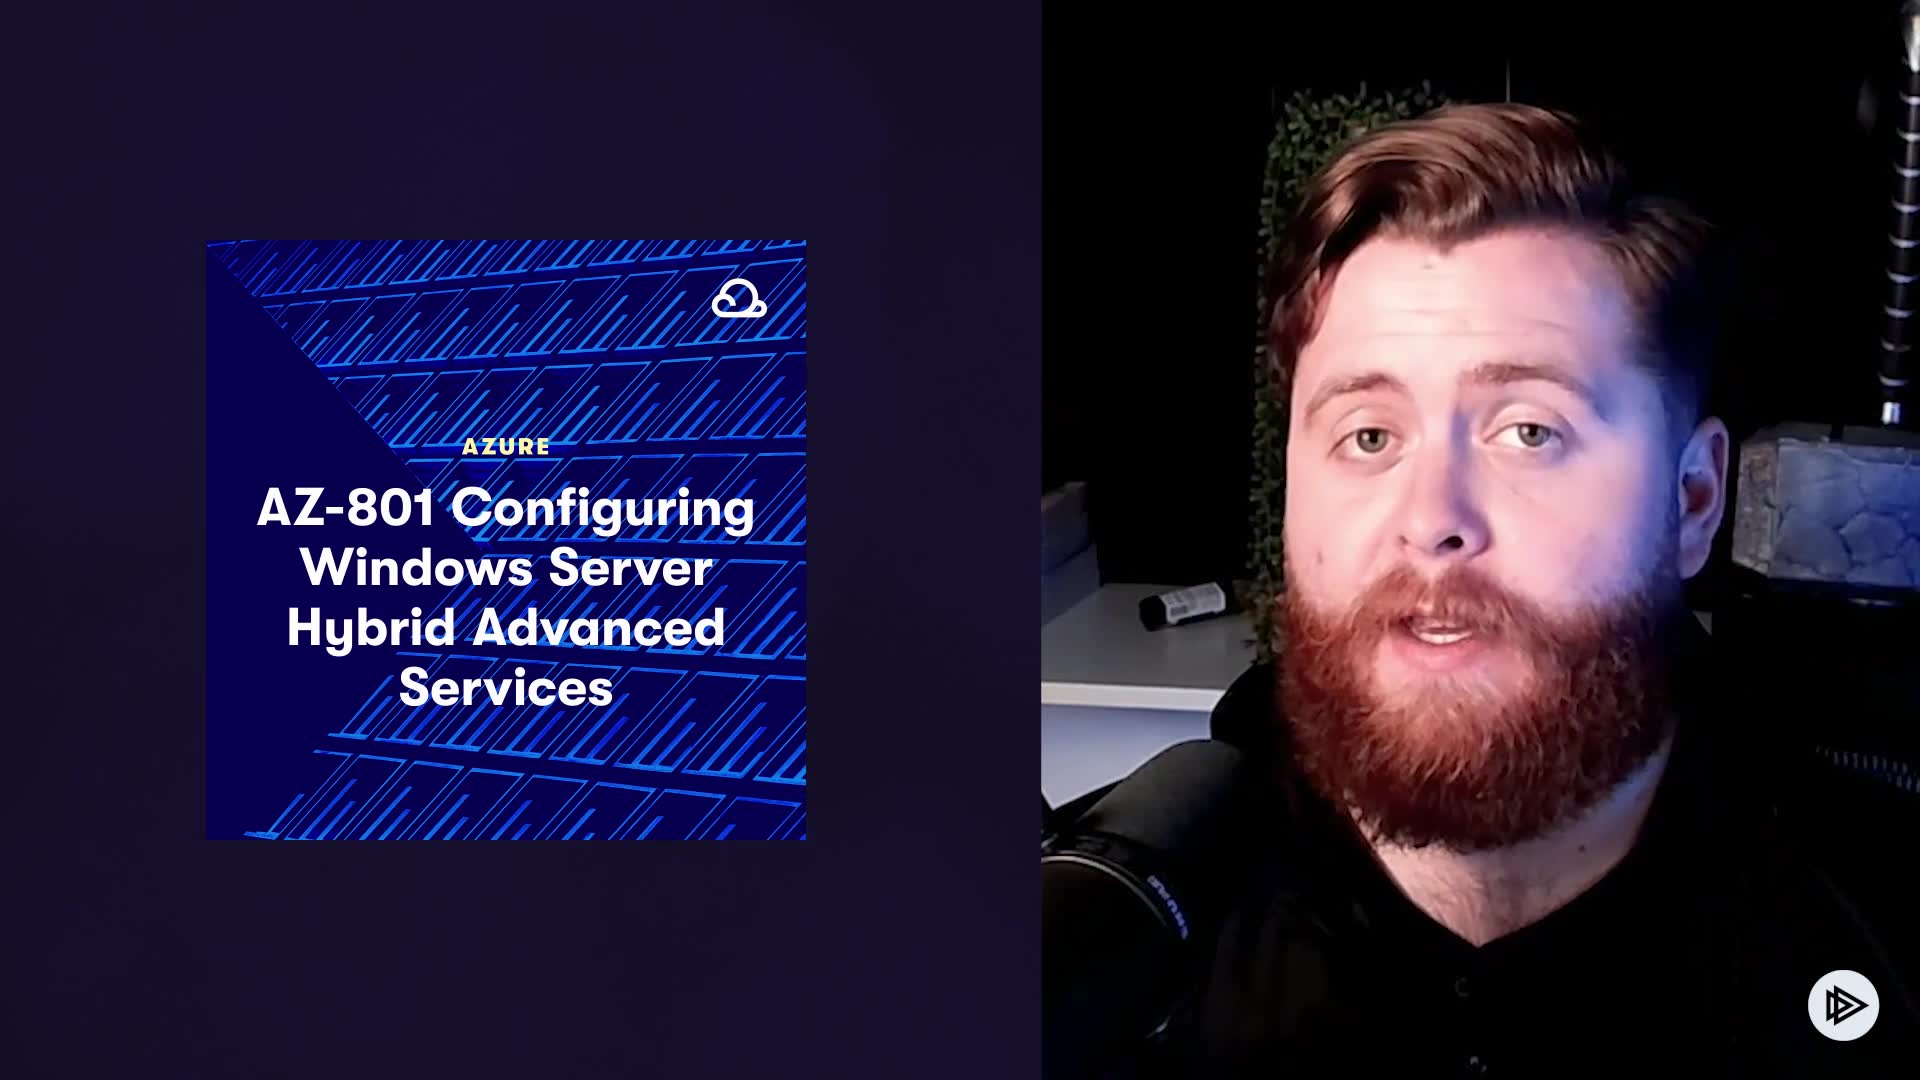 AZURE
AZ-801 Configuring
Windows Server
Hybrid Advanced
Services